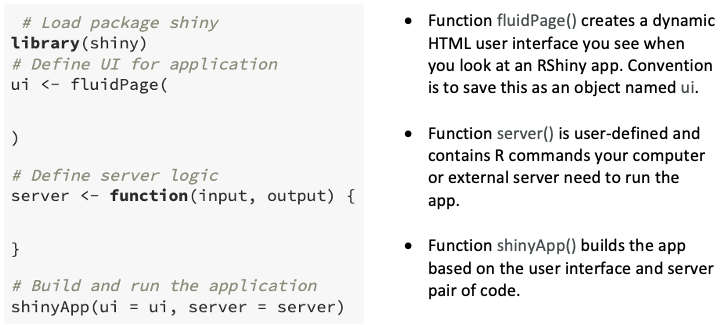 # Load package shiny
library(shiny)
# Define UI for application
ui <- fluidPage(
)
# Define server logic
server <- function(input, output) {
}
# Build and run the application
shinyApp(ui = ui, server = server)
• Function fluidPage() creates a dynamic
HTML user interface you see when
you look at an RShiny app. Convention
is to save this as an object named ui.
• Function server() is user-defined and
contains R commands your computer
or external server need to run the
app.
• Function shinyApp() builds the app
based on the user interface and server
pair of code.